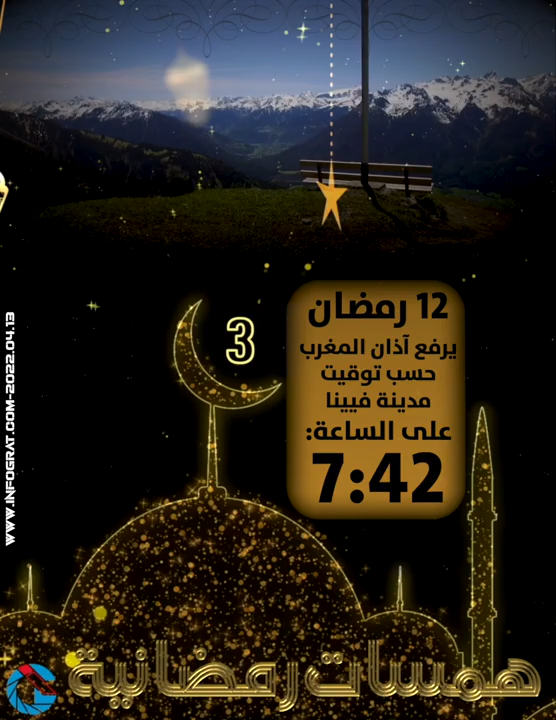 3
12 رمضان
يرفع آذان المغرب
حسب توقيت
مدينة فيينا
على الساعة:
7:42
WWW.INFOGRAT.COM-2022.04.13
همسات رمضانية